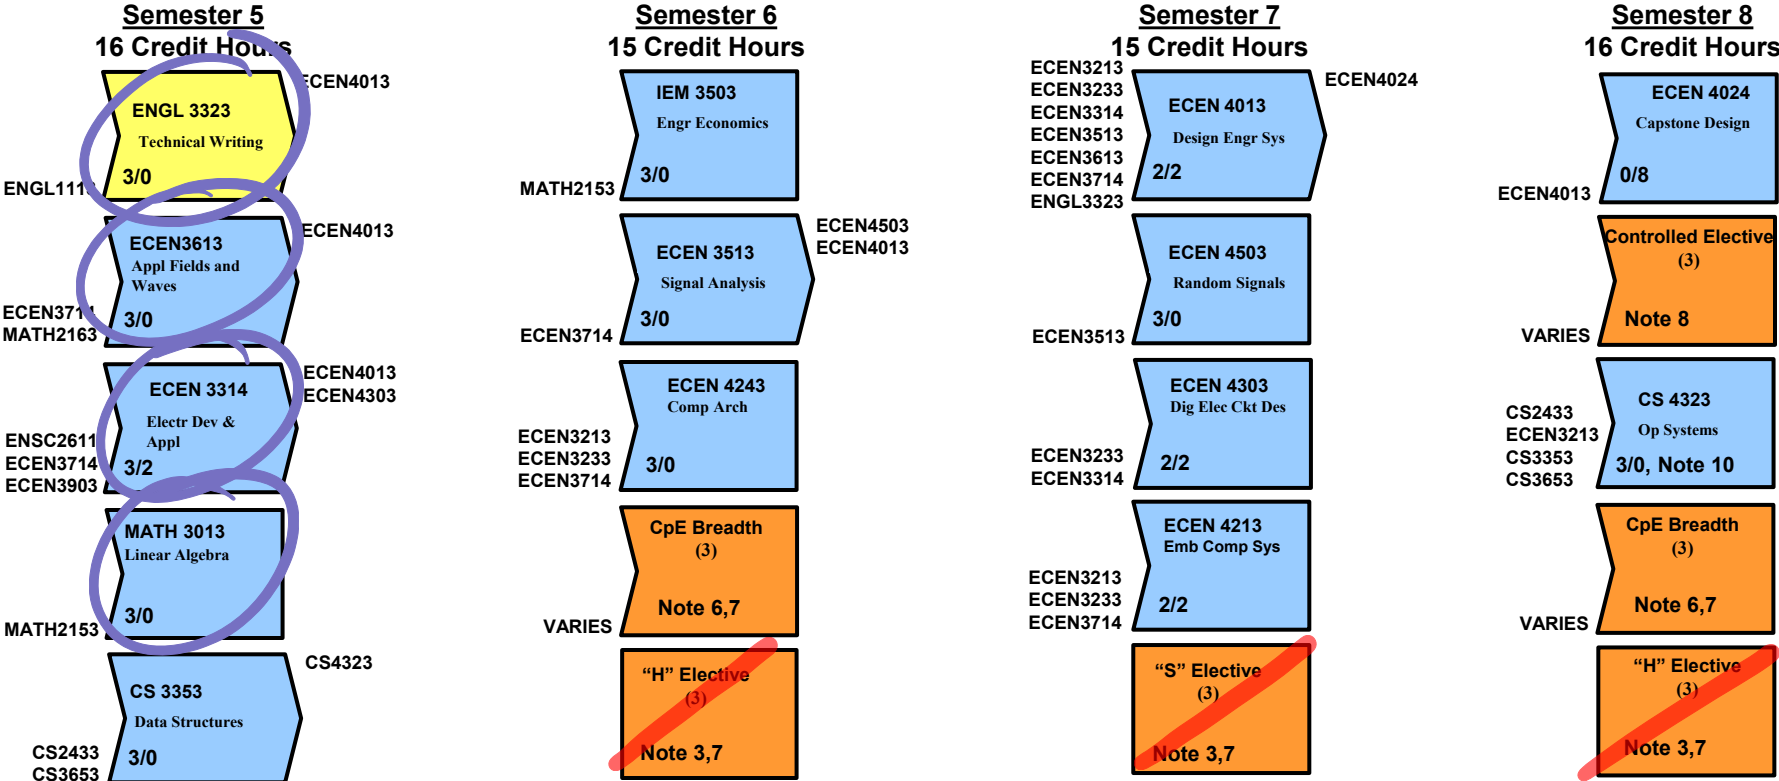 Semester 5
16 Credit Hours
ECEN4013
ENGL 3323
Technical Writing
3/0
ENGL111
ECEN4013
ECEN3613
Appl Fields and
Waves
ECEN3714
MATH2163
3/0
ECEN4013
ECEN4303
ECEN 3314
Electr Dev &
Appl
ENSC2611
ECEN3714
ECEN3903
3/2
MATH 3013
Linear Algebra
3/0
MATH2153
CS4323
CS 3353
Data Structures
3/0
CS2433
CS3653
Semester 6
15 Credit Hours
IEM 3503
Engr Economics
3/0
MATH2153
ECEN4503
ECEN4013
ECEN 3513
Signal Analysis
3/0
ECEN3714
ECEN 4243
Comp Arch
ECEN3213
ECEN3233
ECEN3714
3/0
CpE Breadth
(3)
Note 6,7
VARIES
“H” Elective
(3)
Note 3,7
Semester 7
15 Credit Hours
ECEN3213
ECEN3233
ECEN3314
ECEN3513
ECEN3613
ECEN3714
ENGL3323
ECEN4024
ECEN 4013
Design Engr Sys
2/2
ECEN 4503
Random Signals
3/0
ECEN3513
ECEN 4303
Dig Elec Ckt Des
ECEN3233
ECEN3314
2/2
ECEN 4213
Emb Comp Sys
ECEN3213
ECEN3233
ECEN3714
2/2
“S” Elective
(3)
Note 3,7
Semester 8
16 Credit Hours
ECEN 4024
Capstone Design
0/8
ECEN4013
Controlled Elective
(3)
Note 8
VARIES
CS 4323
Op Systems
CS2433
ECEN3213
CS3353
CS3653
3/0, Note 10
CpE Breadth
(3)
Note 6,7
VARIES
“H” Elective
(3)
Note 3,7